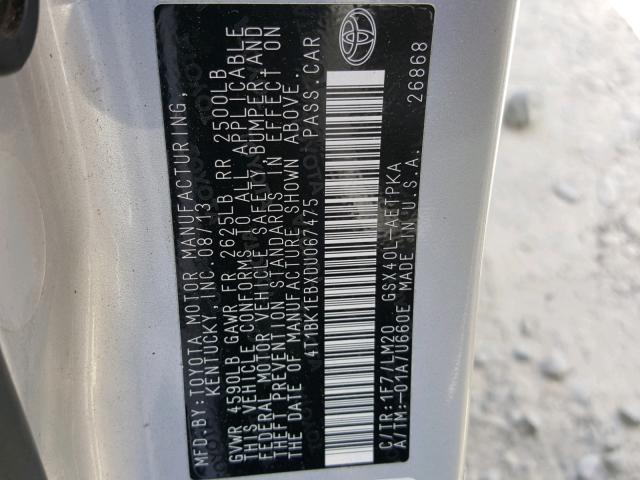 MFD. BY: TOYOTA MOTOR MANUFACTURING,
KENTUCKY, INC. 08/13
GVWR 4590LB GAWR FR 2625LB RR 2500LB
THIS VEHICLE CONFORMS TO ALL APPLICABLE
FEDERAL MOTOR VEHICLE SAFETY, BUMPER, AND
THEFT PREVENTION STANDARDS IN EFFECT ON
THE DATE OF MANUFACTURE SHOWN ABOVE.
4T1BK1EBXDU067475 PASS. CAR
C/TR: 1F7/LM20 GSX40L-AETPKA
A/TM: -01A/U660E MADE IN U.S.A.
26868